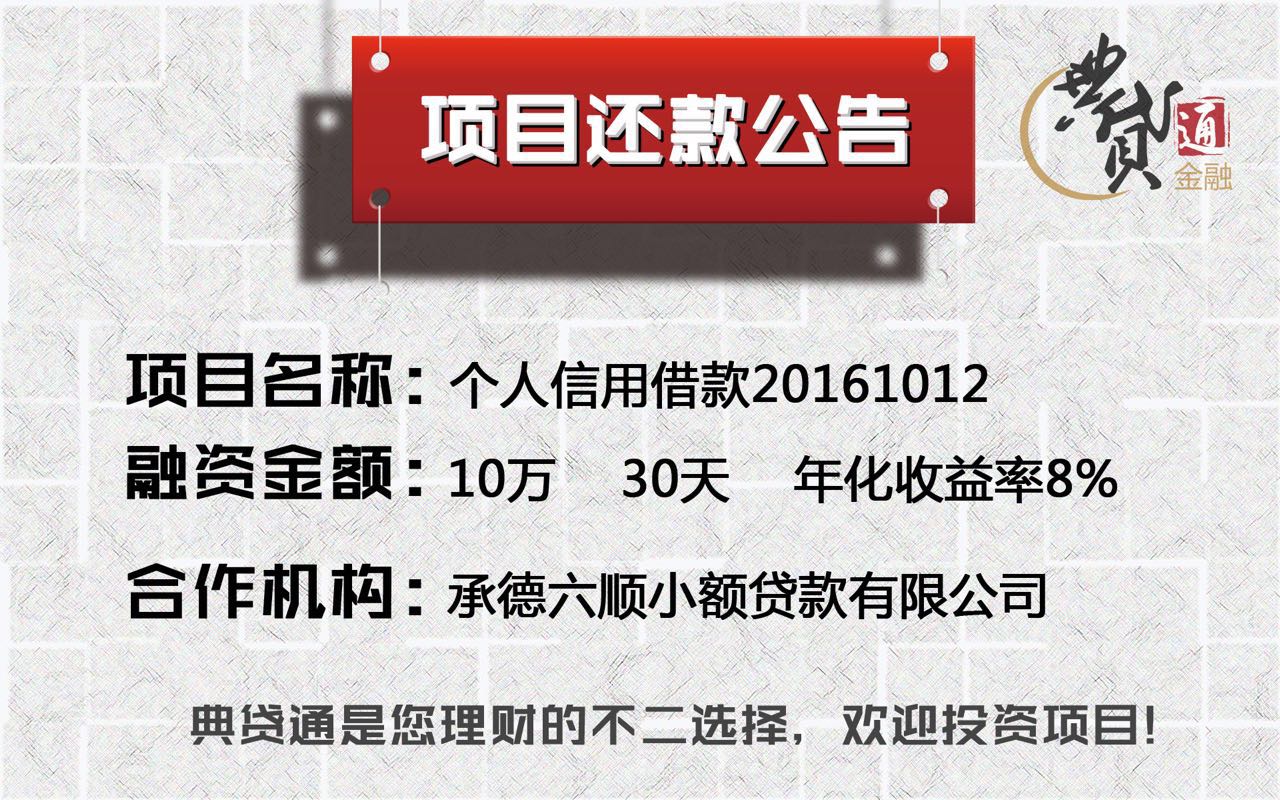 项目还款公告
典贷通
金融
项目名称：个人信用借款20161012
融资金额：10万 30天 年化收益率8%
合作机构：承德六顺小额贷款有限公司
典贷通是您理财的不二选择，欢迎投资项目！